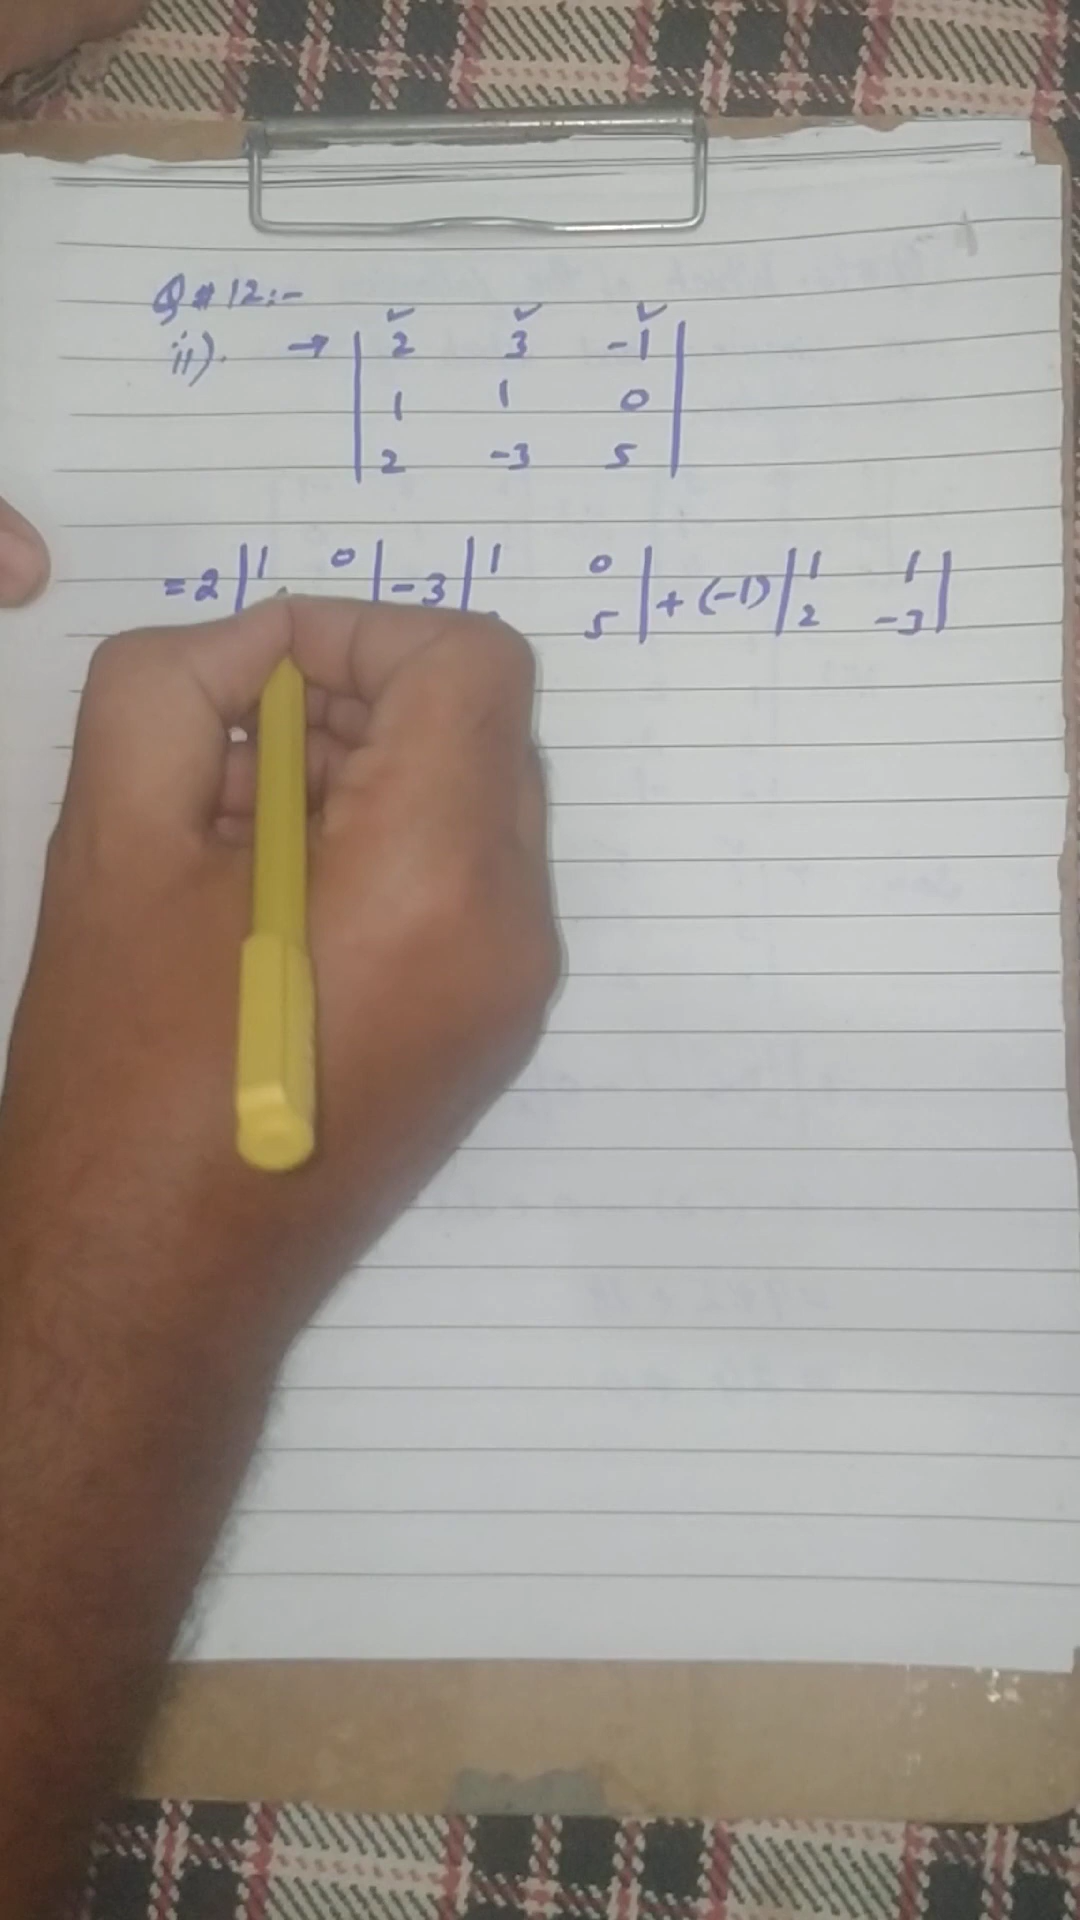 Q # 12:-
ii). → | 2 3 -1 |
| 1 1 0 |
| 2 -3 5 |
= 2 | 1 0 | - 3 | 1 0 | + (-1) | 1 1 |
5 | | 2 -3 |